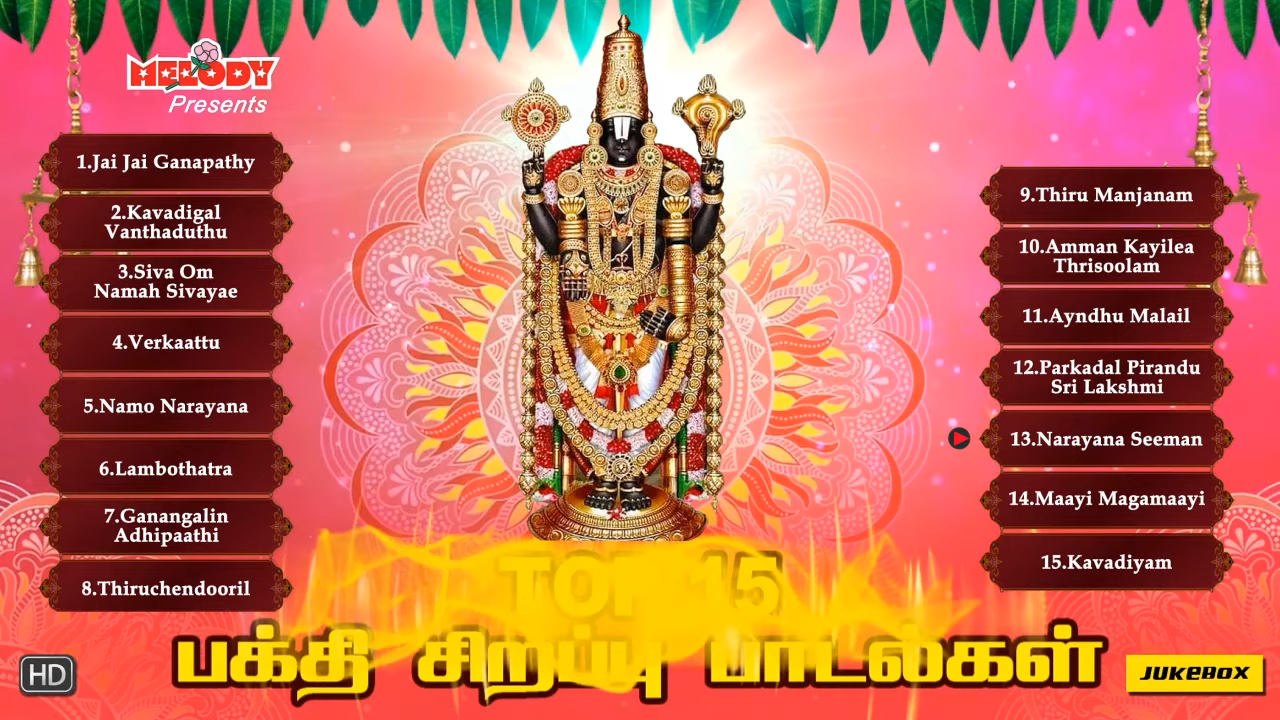 MELODY
Presents
1.Jai Jai Ganapathy
2.Kavadigal
Vanthaduthu
3.Siva Om
Namah Sivayae
4.Verkaattu
5.Namo Narayana
6.Lambothatra
7.Ganangalin
Adhipaathi
8.Thiruchendooril
9.Thiru Manjanam
10.Amman Kayilea
Thrisoolam
11.Ayndhu Malail
12.Parkadal Pirandu
Sri Lakshmi
13.Narayana Seeman
14.Maayi Magamaayi
15.Kavadiyam
TOP 15
பக்தி சிறப்பு பாடல்கள்
HD
JUKEBOX